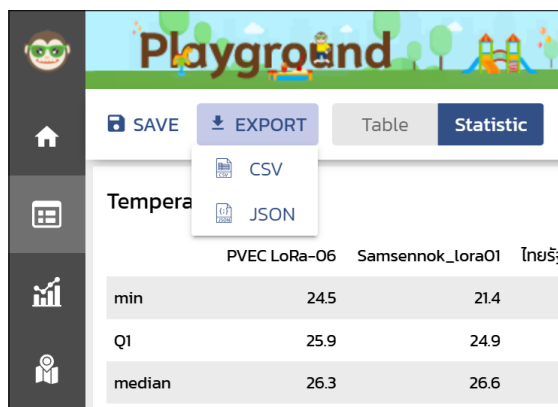 Playground
SAVE EXPORT Table Statistic
CSV
Tempera
JSON
PVEC LoRa-06 Samsennok_lora01 ไทยรัฐ
min 24.5 21.4
Q1 25.9 24.9
median 26.3 26.6